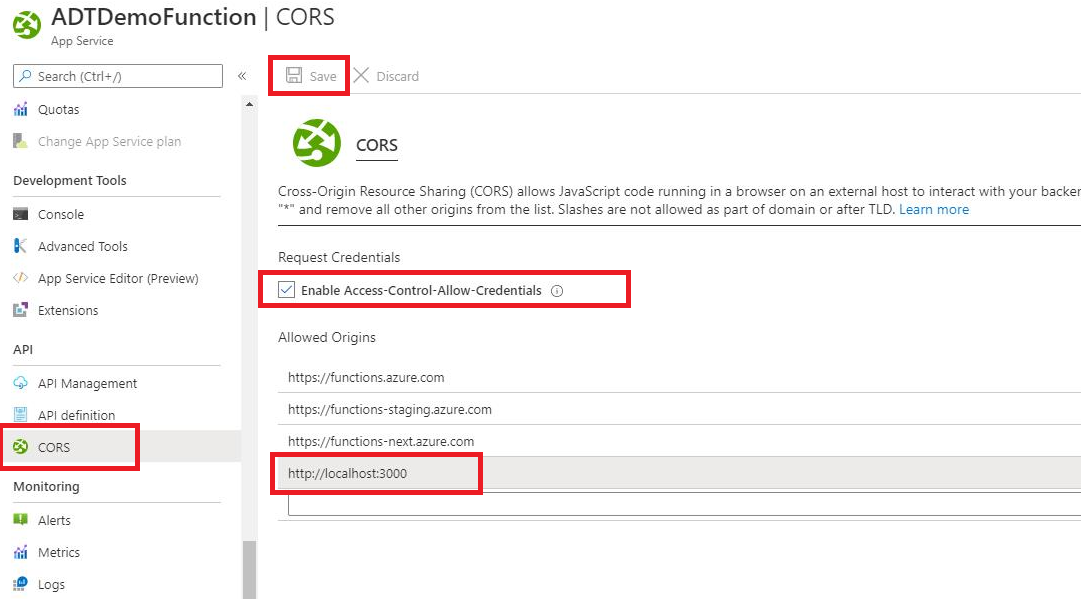 ADTDemoFunction | CORS
App Service
Search (Ctrl+/)
«
Save
Discard
Quotas
Change App Service plan
Development Tools
Console
Advanced Tools
App Service Editor (Preview)
Extensions
API
API Management
API definition
CORS
Monitoring
Alerts
Metrics
Logs
CORS
Cross-Origin Resource Sharing (CORS) allows JavaScript code running in a browser on an external host to interact with your backer
"*" and remove all other origins from the list. Slashes are not allowed as part of domain or after TLD. Learn more
Request Credentials
Enable Access-Control-Allow-Credentials
Allowed Origins
https://functions.azure.com
https://functions-staging.azure.com
https://functions-next.azure.com
http://localhost:3000